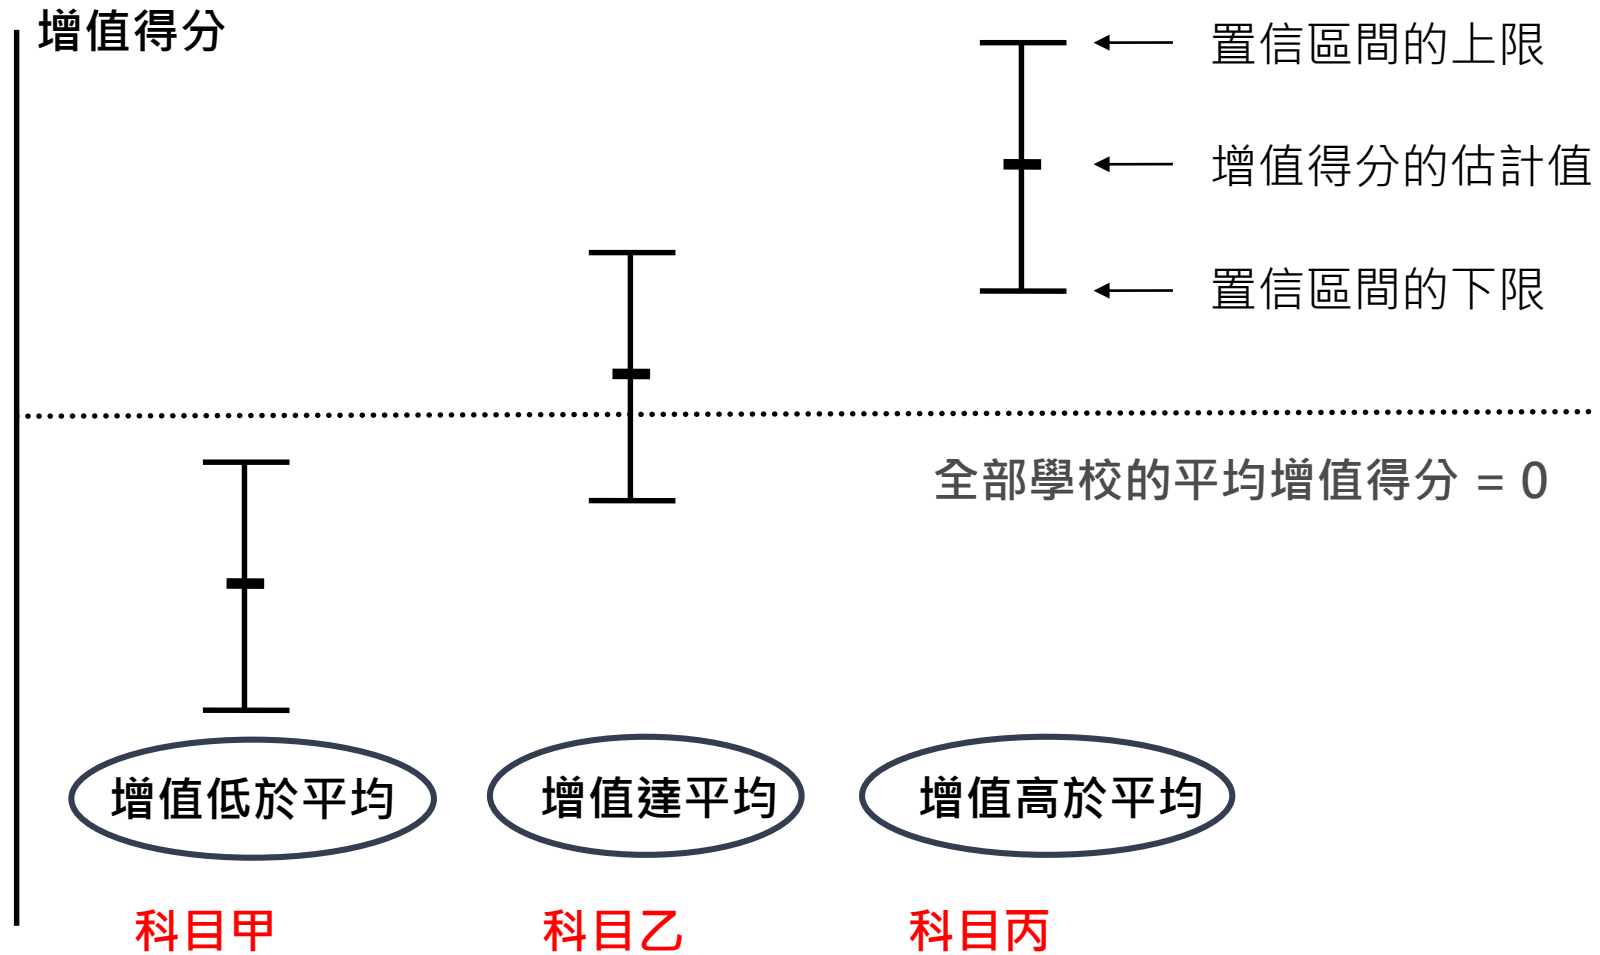 增值得分
置信區間的上限
增值得分的估計值
置信區間的下限
全部學校的平均增值得分 = 0
增值低於平均
增值達平均
增值高於平均
科目甲
科目乙
科目丙